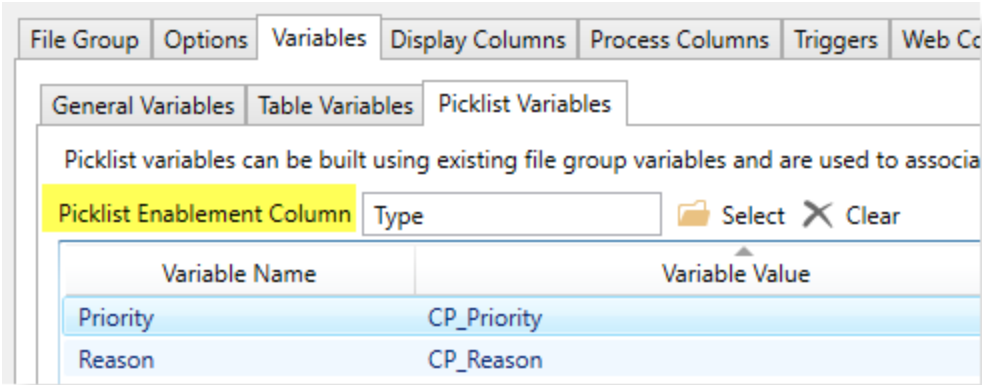 File Group Options Variables Display Columns Process Columns Triggers Web Co
General Variables Table Variables Picklist Variables
Picklist variables can be built using existing file group variables and are used to associa
Picklist Enablement Column Type Select Clear
Variable Name Variable Value
Priority CP_Priority
Reason CP_Reason